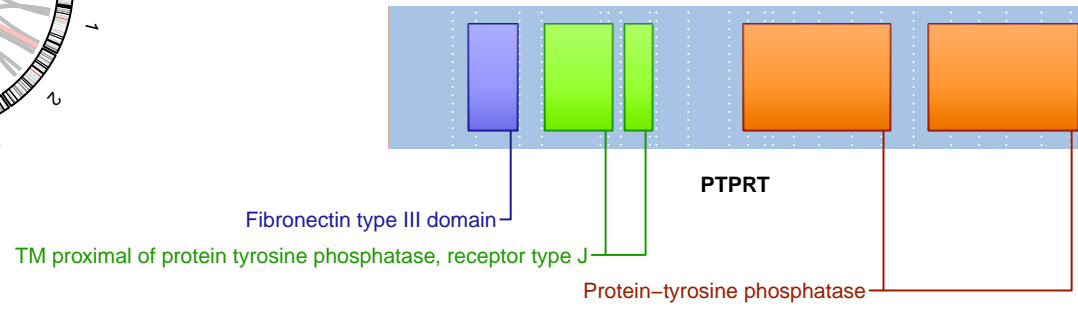 1
2
PTPRT
Fibronectin type III domain
TM proximal of protein tyrosine phosphatase, receptor type J
Protein−tyrosine phosphatase